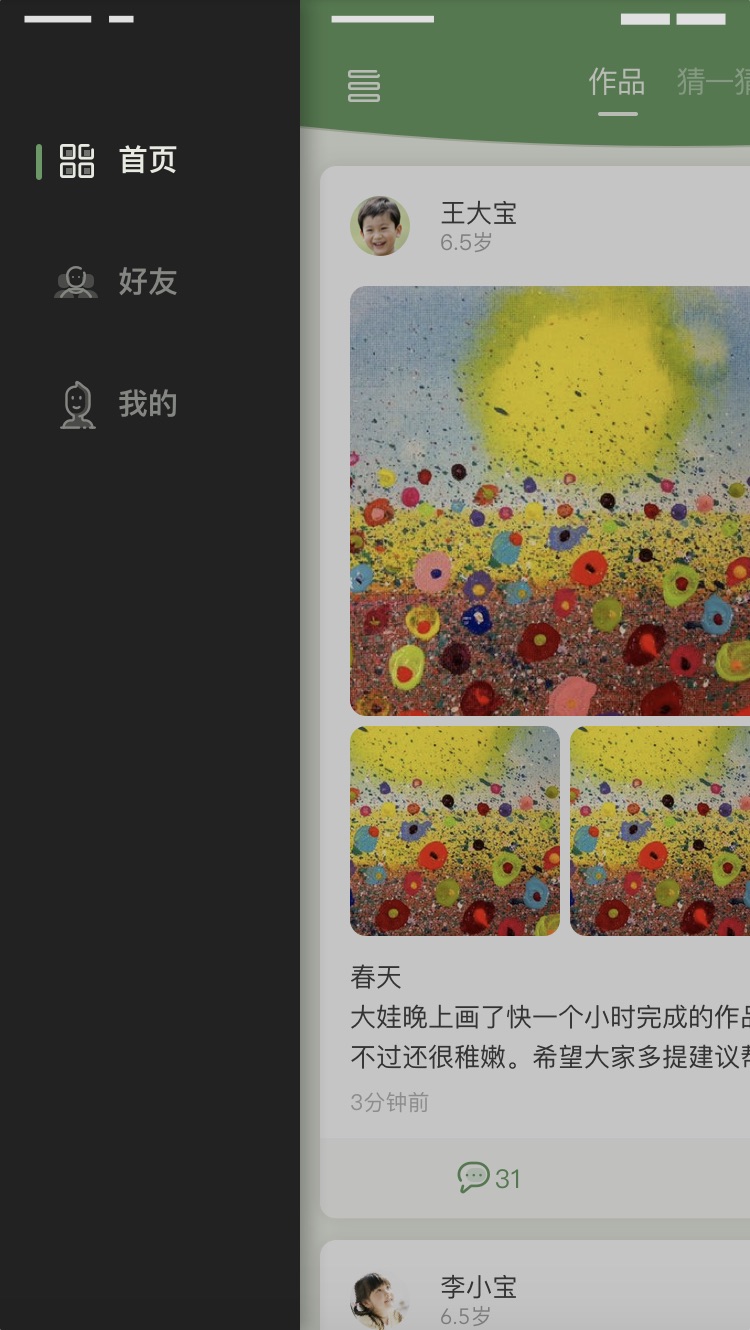 首页
好友
我的
作品
猜一
王大宝
6.5岁
春天
大娃晚上画了快一个小时完成的作品
不过还很稚嫩。希望大家多提建议
3分钟前
31
李小宝
6.5岁